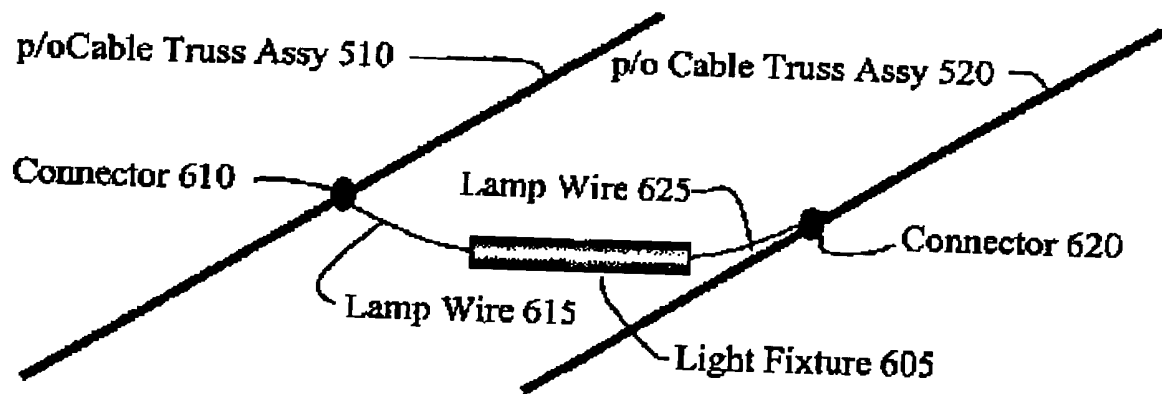 p/oCable Truss Assy 510
p/o Cable Truss Assy 520
Connector 610
Lamp Wire 625
Connector 620
Lamp Wire 615
Light Fixture 605